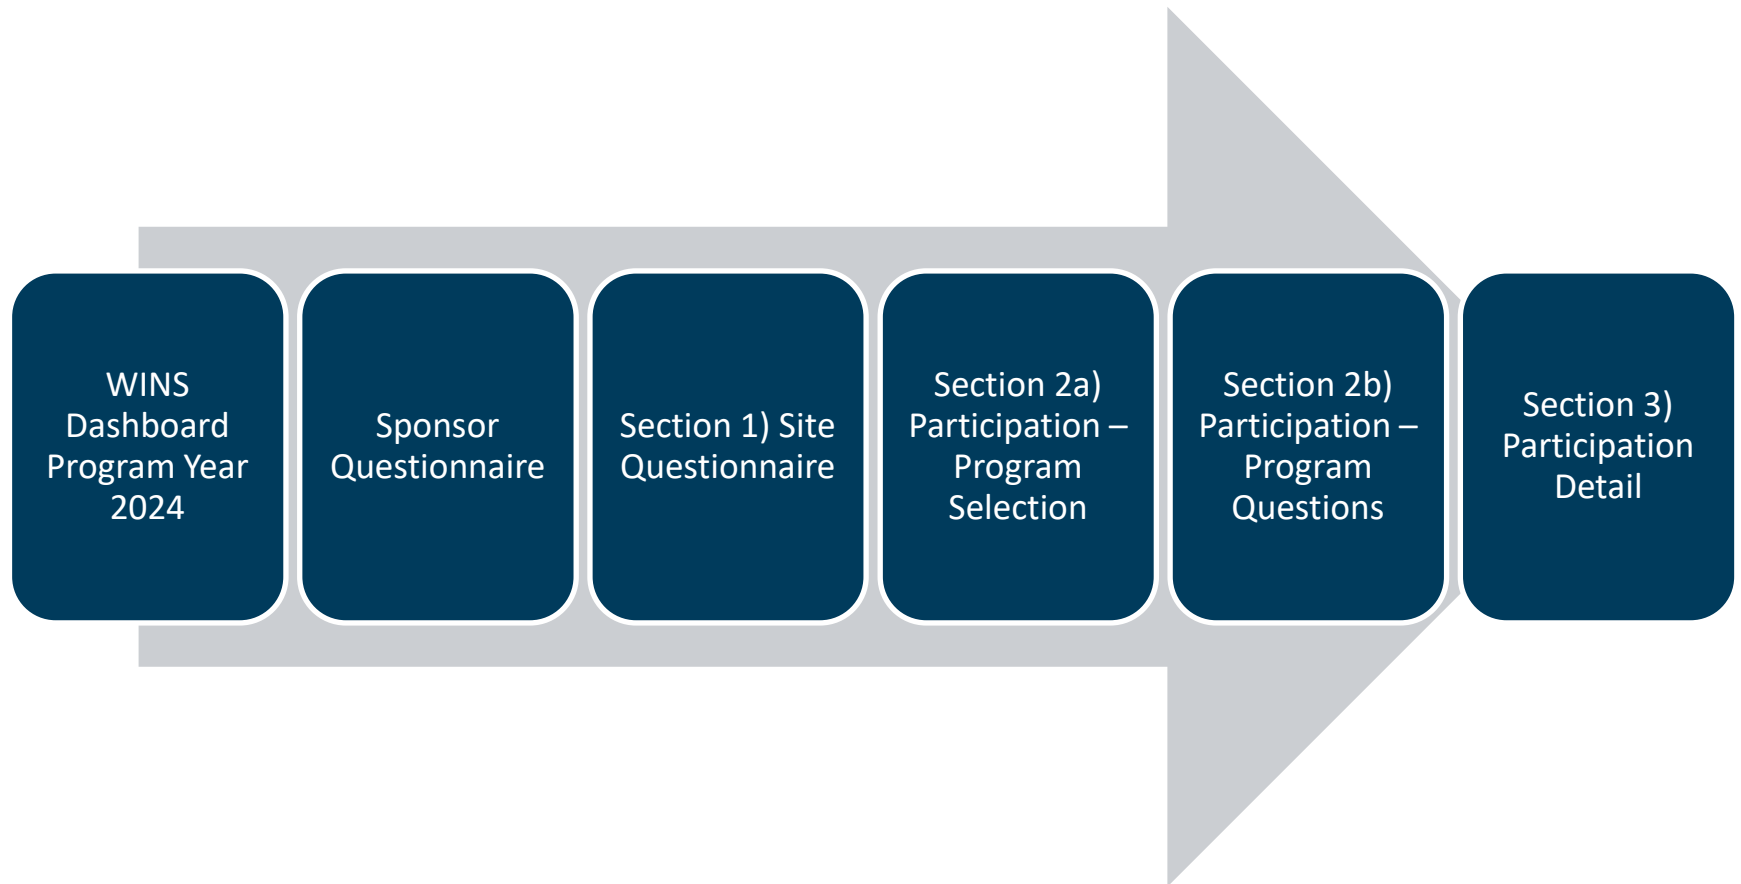 WINS
Dashboard
Program Year
2024
Sponsor
Questionnaire
Section 1) Site
Questionnaire
Section 2a)
Participation –
Program
Selection
Section 2b)
Participation –
Program
Questions
Section 3)
Participation
Detail